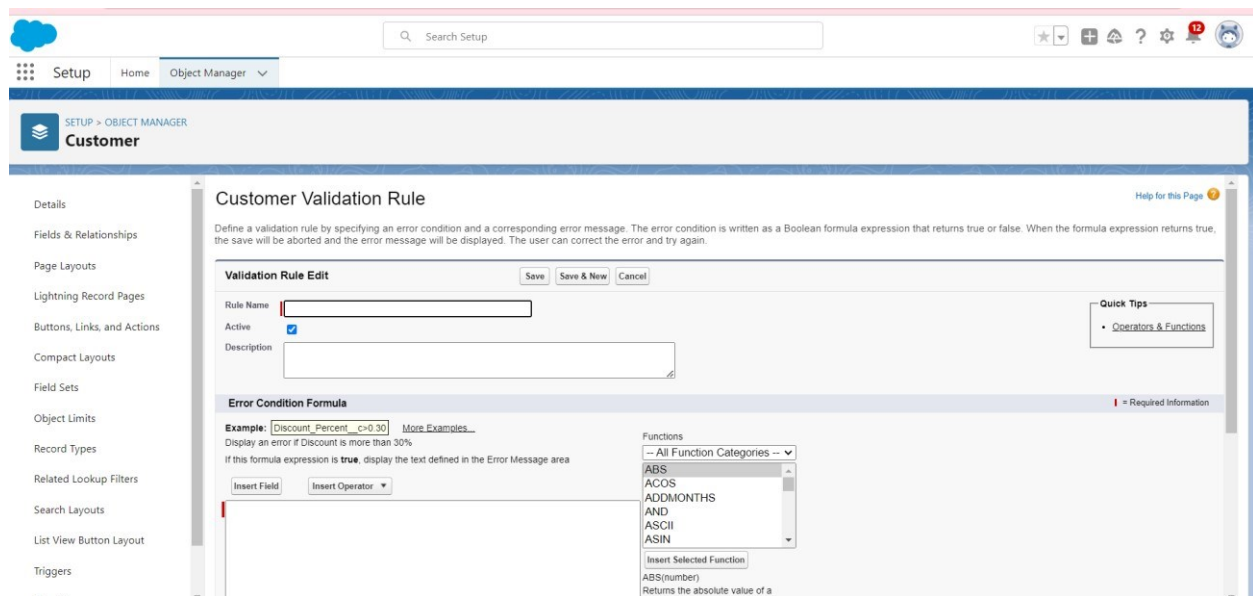 Search Setup
12
Setup
Home
Object Manager
SETUP > OBJECT MANAGER
Customer
Details
Fields & Relationships
Page Layouts
Lightning Record Pages
Buttons, Links, and Actions
Compact Layouts
Field Sets
Object Limits
Record Types
Related Lookup Filters
Search Layouts
List View Button Layout
Triggers
Customer Validation Rule
Help for this Page ?
Define a validation rule by specifying an error condition and a corresponding error message. The error condition is written as a Boolean formula expression that returns true or false. When the formula expression returns true,
the save will be aborted and the error message will be displayed. The user can correct the error and try again.
Validation Rule Edit
Save
Save & New
Cancel
Rule Name
Active
Description
Quick Tips
• Operators & Functions
Error Condition Formula
= Required Information
Example: Discount_Percent__c>0.30 More Examples...
Display an error if Discount is more than 30%
If this formula expression is true, display the text defined in the Error Message area
Insert Field
Insert Operator
Functions
-- All Function Categories --
ABS
ACOS
ADDMONTHS
AND
ASCII
ASIN
Insert Selected Function
ABS(number)
Returns the absolute value of a